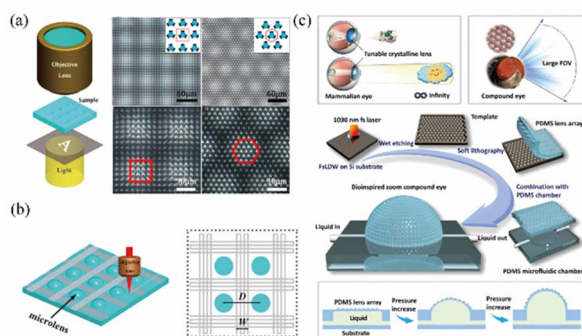 (a)
Objective
Lens
Sample
A
Light
60μm
60μm
10μm
(b)
microlens
Objective
Lens
D
W
(c)
Tunable crystalline lens
Mammalian eye
Infinity
Compound eye
Large FOV
1030 nm fs laser
Template
PDMS lens array
Wet etching
Soft lithography
FsLDW on Si substrate
Combination with
PDMS chamber
Bioinspired zoom compound eye
Liquid in
Liquid out
PDMS microfluidic chamber
PDMS lens array
Liquid
Substrate
Pressure
increase
Pressure
increase